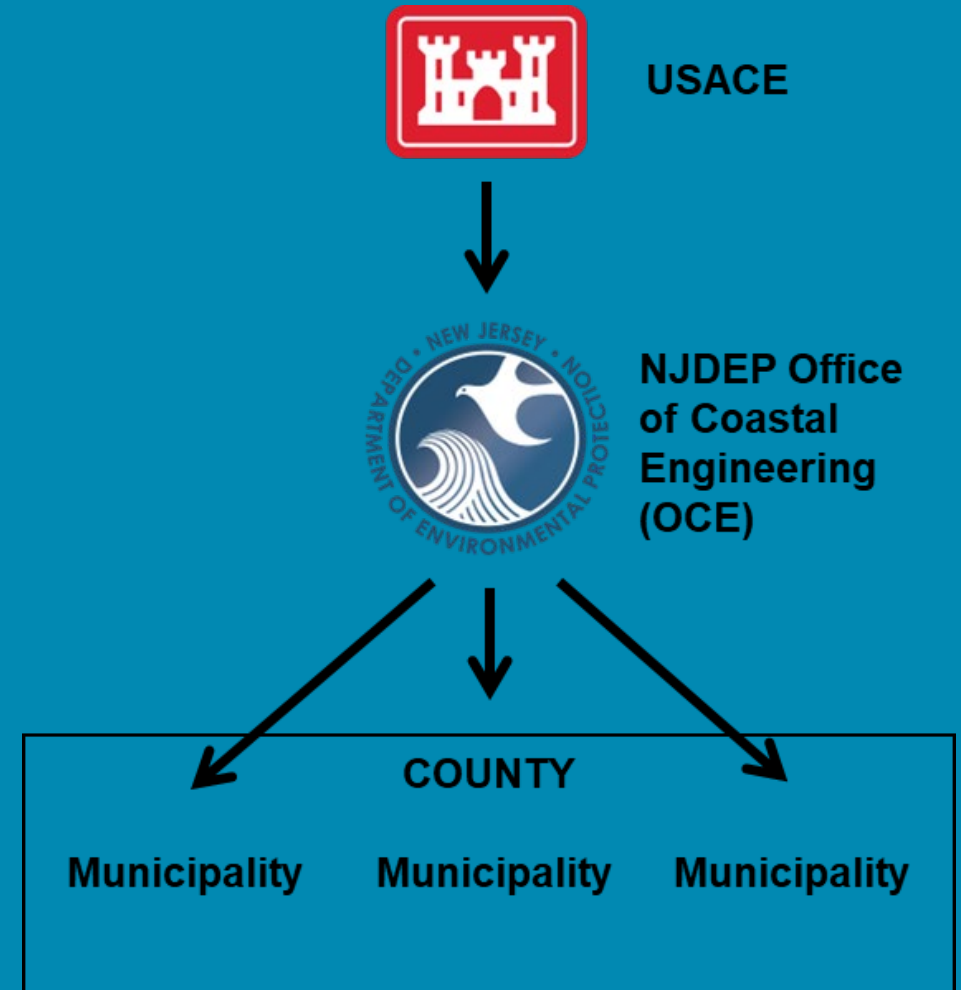 USACE
NEW JERSEY
DEPARTMENT OF ENVIRONMENTAL PROTECTION
NJDEP Office
of Coastal
Engineering
(OCE)
COUNTY
Municipality Municipality Municipality